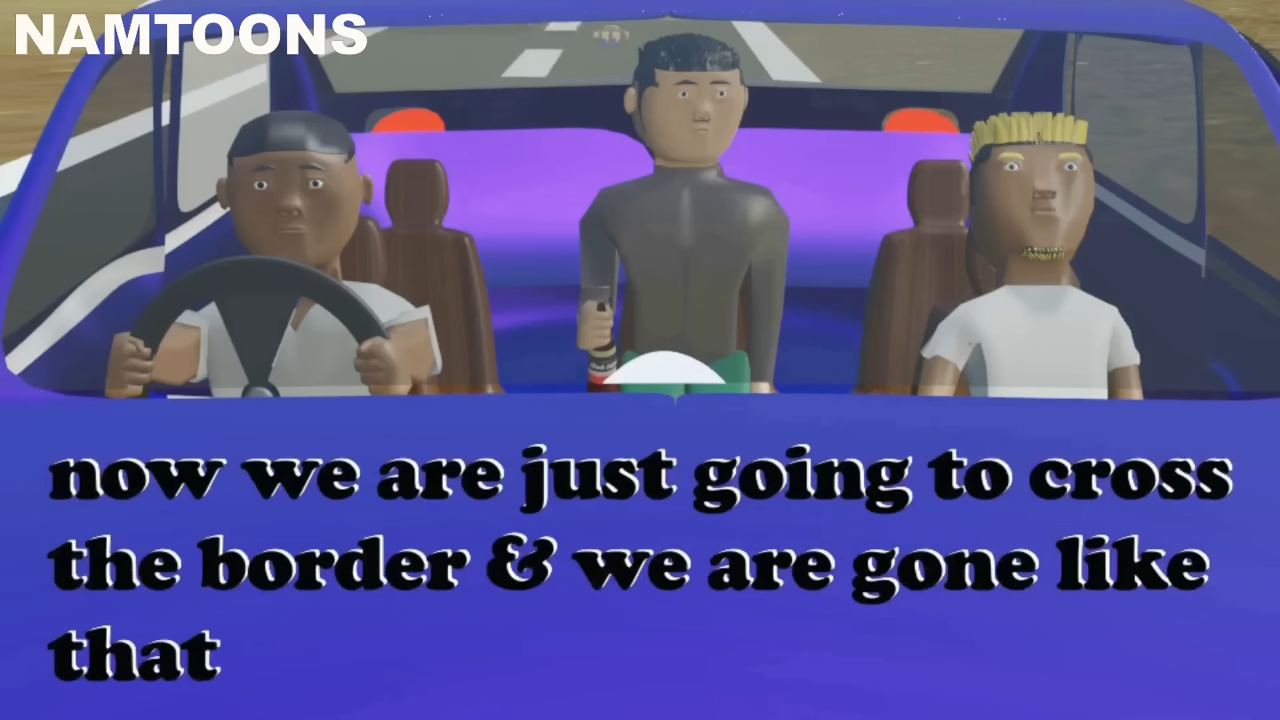 NAMTOONS
now we are just going to cross
the border & we are gone like
that